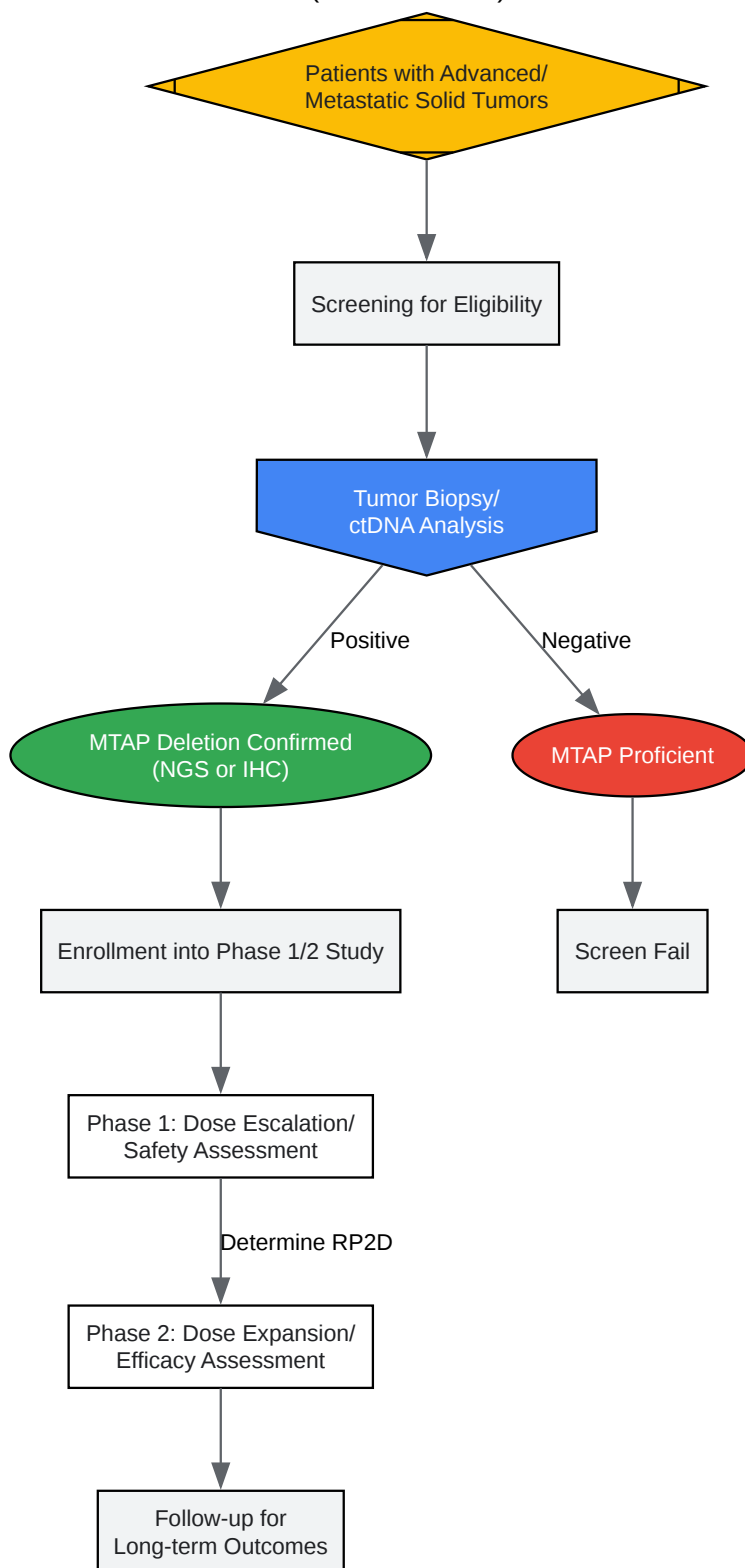 Patients with Advanced/
Metastatic Solid Tumors
Screening for Eligibility
Tumor Biopsy/
ctDNA Analysis
Positive
Negative
MTAP Deletion Confirmed
(NGS or IHC)
MTAP Proficient
Enrollment into Phase 1/2 Study
Screen Fail
Phase 1: Dose Escalation/
Safety Assessment
Determine RP2D
Phase 2: Dose Expansion/
Efficacy Assessment
Follow-up for
Long-term Outcomes